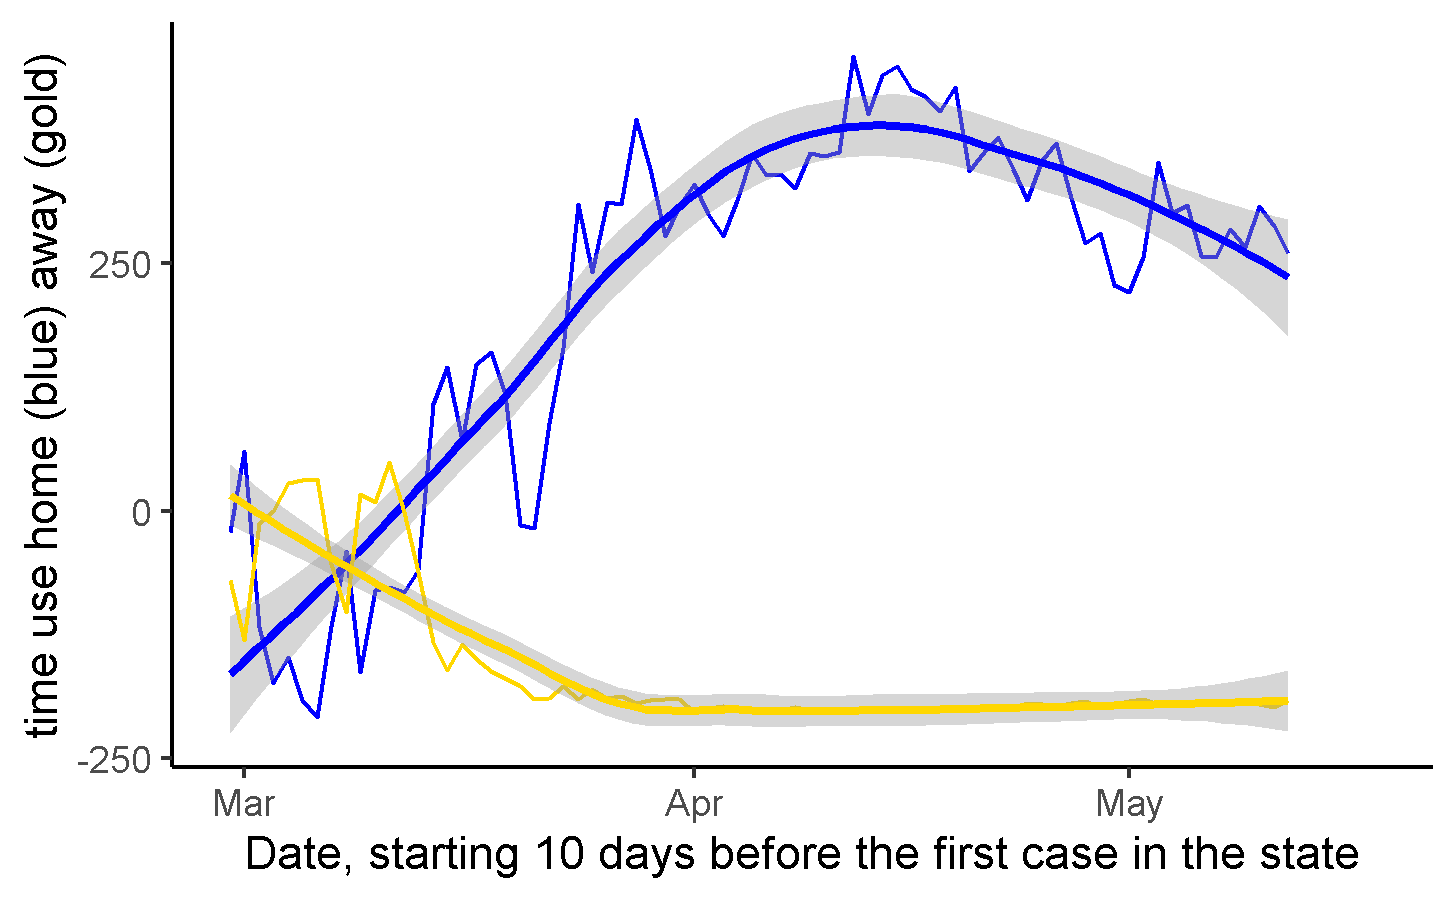 time use home (blue) away (gold)
250
0
-250
Mar
Apr
May
Date, starting 10 days before the first case in the state